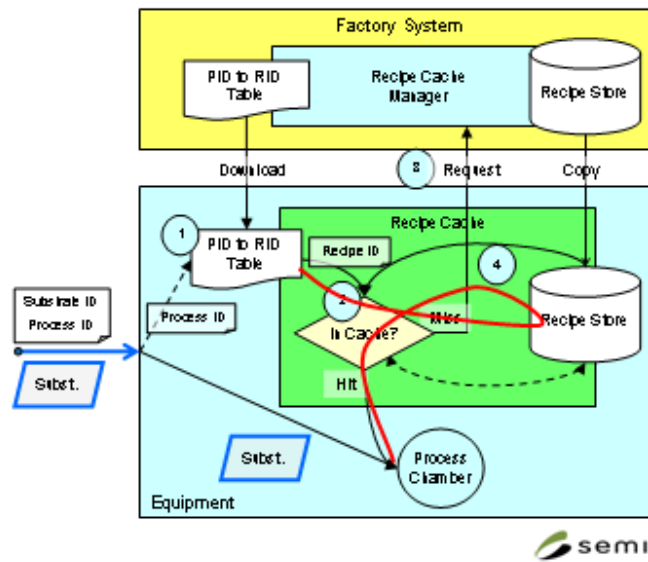 Factory System
PID to RID
Table
Recipe Cache
Manager
Recipe Store
Download
3
Request
Copy
1
Recipe Cache
PID to RID
Table
Recipe ID
4
Substrate ID
Process ID
Process ID
2
Miss
In Cache?
Recipe Store
Hit
Subst.
Subst.
Process
Chamber
Equipment
semi